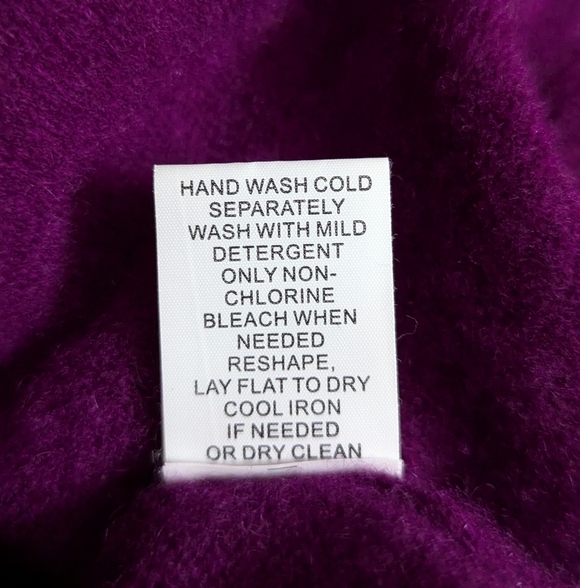 HAND WASH COLD
SEPARATELY
WASH WITH MILD
DETERGENT
ONLY NON-
CHLORINE
BLEACH WHEN
NEEDED
RESHAPE,
LAY FLAT TO DRY
COOL IRON
IF NEEDED
OR DRY CLEAN